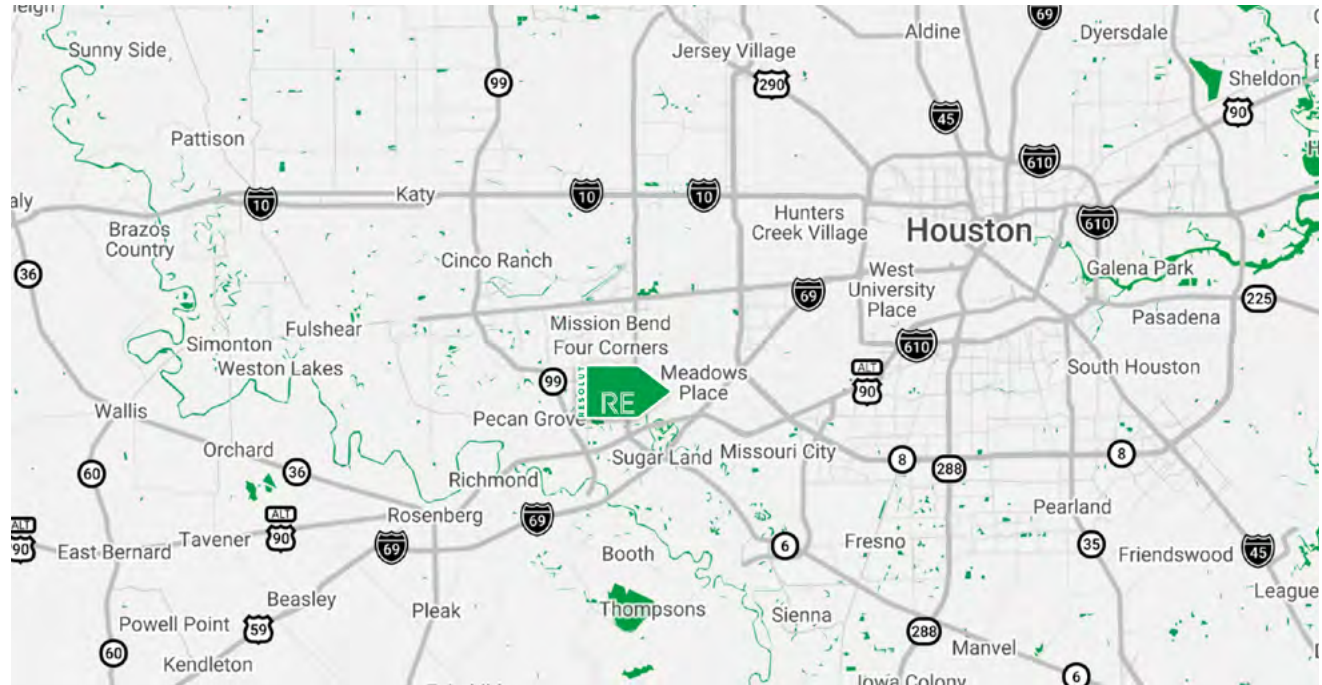 Sunny Side
Aldine
69
Dyersdale
Jersey Village
99
290
Sheldon
90
45
Pattison
610
10
Katy
10
10
Hunters
Creek Village
Houston
610
Brazos
Country
36
Cinco Ranch
West
University
Place
Galena Park
69
225
Fulshear
Mission Bend
Pasadena
Simonton
Four Corners
610
Weston Lakes
ALT
90
South Houston
99
RESOLUT
RE
Meadows
Place
Wallis
Pecan Grove
Orchard
36
60
Sugar Land
Missouri City
8
288
8
Richmond
Rosenberg
69
Pearland
ALT
90
ALT
90
East Bernard
Tavener
69
Booth
6
Fresno
35
Friendswood
45
Beasley
Pleak
Thompsons
Sienna
League
Powell Point
59
288
60
Kendleton
Manvel
6
Iowa Colony